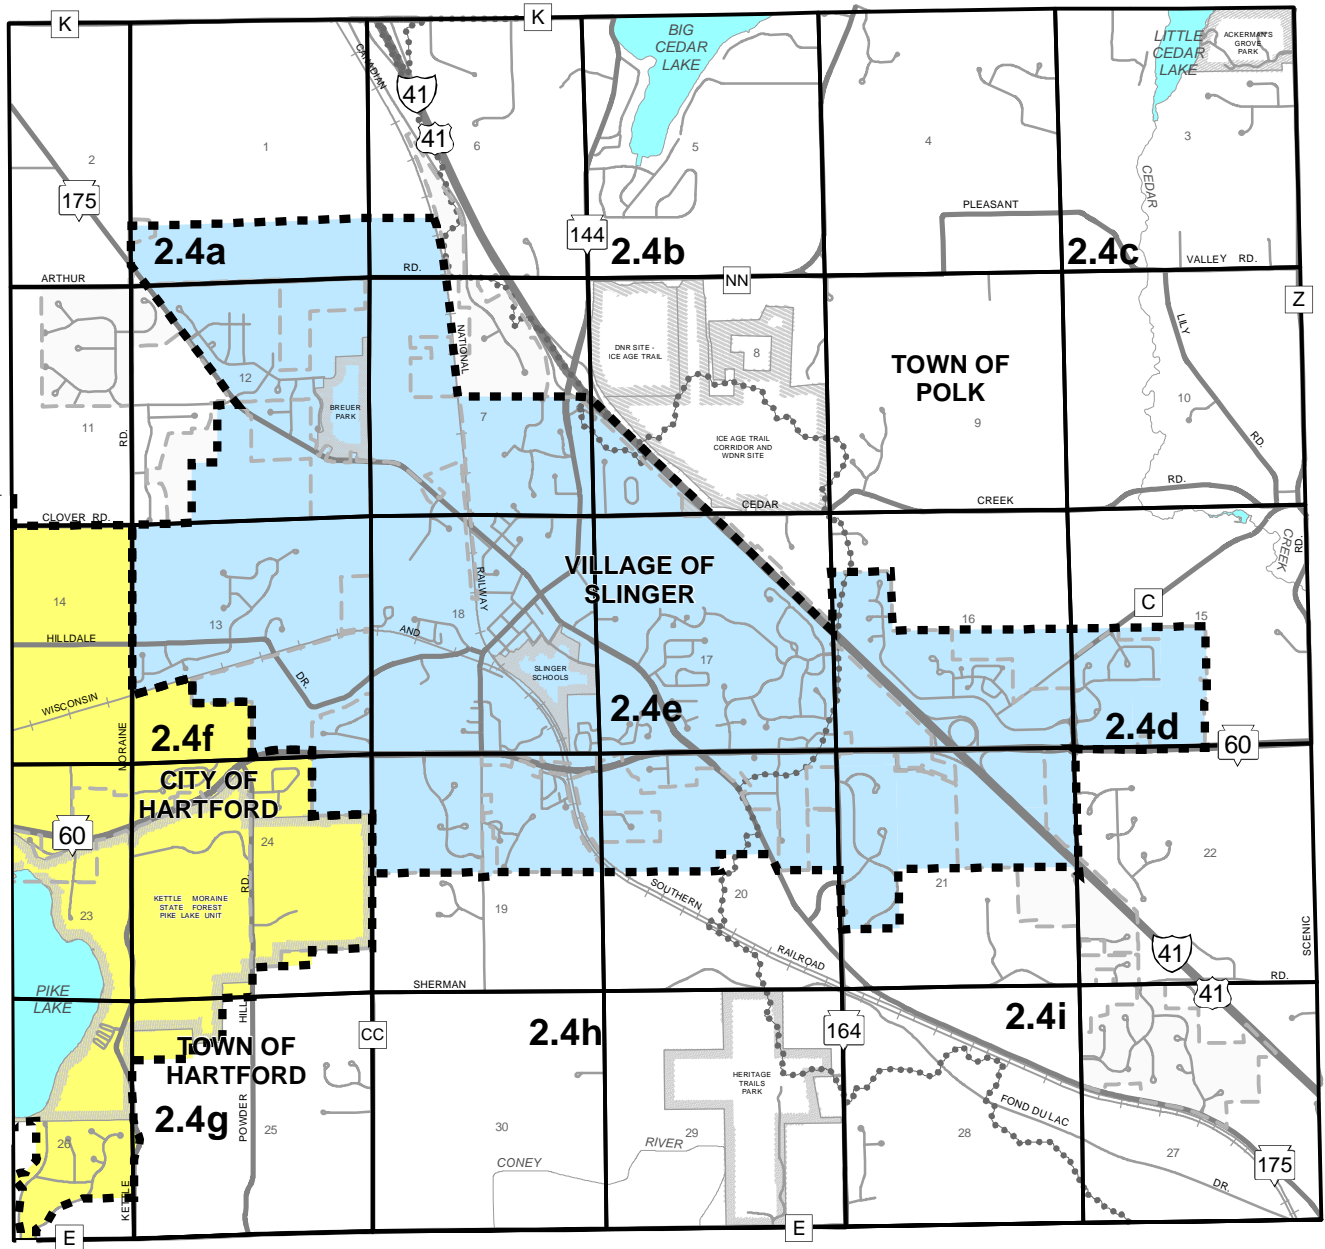 K
K
BIG
CEDAR
LAKE
LITTLE
CEDAR
LAKE
ACKERMAN'S
GROVE
PARK
CANADIAN
41
41
2
1
6
5
4
3
175
CEDAR
PLEASANT
144
2.4a
2.4b
2.4c
VALLEY RD.
ARTHUR
RD.
NN
Z
NATIONAL
LILY
DNR SITE -
ICE AGE TRAIL
8
TOWN OF
POLK
12
BREUER
PARK
7
9
10
11
RD.
ICE AGE TRAIL
CORRIDOR AND
WDNR SITE
RD.
CLOVER RD.
CEDAR
CREEK
RD.
CREEK
RD.
VILLAGE OF
SLINGER
14
13
18
RAILWAY
AND
17
16
C
15
HILLDALE
DR.
SLINGER
SCHOOLS
WISCONSIN
MORAINE
2.4f
2.4e
2.4d
60
CITY OF
HARTFORD
60
24
22
RD.
KETTLE MORAINE
STATE FOREST
PIKE LAKE UNIT
23
19
SOUTHERN
20
21
SCENIC
RAILROAD
41
41
RD.
PIKE
LAKE
SHERMAN
HILL
CC
2.4h
164
2.4i
TOWN OF
HARTFORD
HERITAGE
TRAILS
PARK
2.4g
POWDER
25
26
30
29
RIVER
CONEY
FOND DU LAC
28
27
175
DR.
KETTLE
E
E